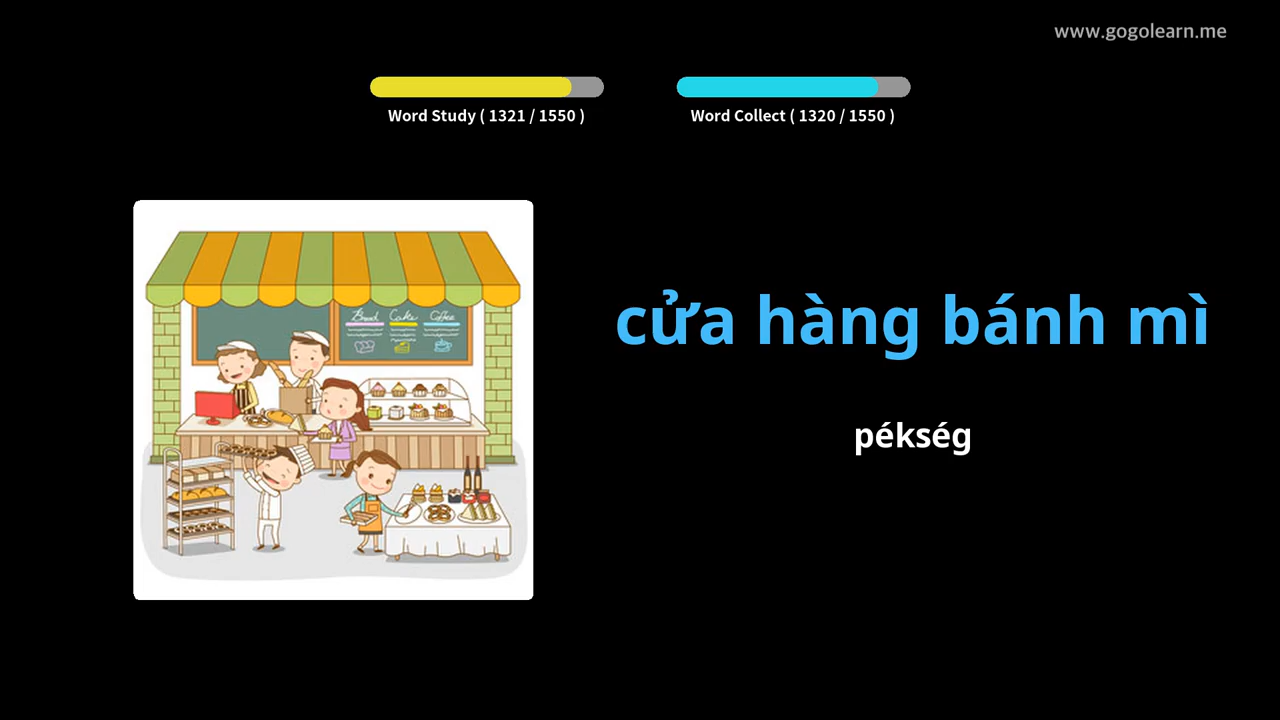 www.gogolearn.me
Word Study ( 1321 / 1550 )
Word Collect ( 1320 / 1550 )
Bread Cake Coffee
cửa hàng bánh mì
pékség